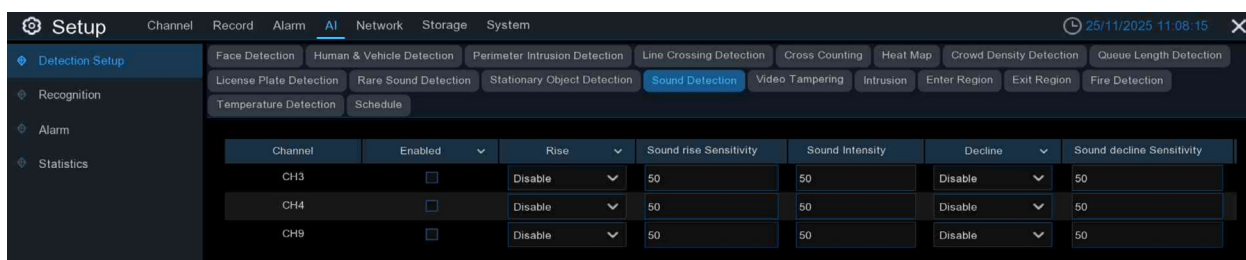 Setup Channel Record Alarm AI Network Storage System 25/11/2025 11:08:15
Detection Setup
Recognition
Alarm
Statistics
Face Detection Human & Vehicle Detection Perimeter Intrusion Detection Line Crossing Detection Cross Counting Heat Map Crowd Density Detection Queue Length Detection
License Plate Detection Rare Sound Detection Stationary Object Detection Sound Detection Video Tampering Intrusion Enter Region Exit Region Fire Detection
Temperature Detection Schedule
Channel Enabled Rise Sound rise Sensitivity Sound Intensity Decline Sound decline Sensitivity
CH3 Disable 50 50 Disable 50
CH4 Disable 50 50 Disable 50
CH9 Disable 50 50 Disable 50